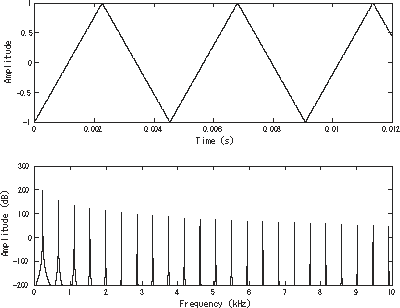 1
0.5
0
-0.5
-1
Amplitude
0 0.002 0.004 0.006 0.008 0.01 0.012
Time (s)
300
200
100
0
-100
-200
Amplitude (dB)
0 1 2 3 4 5 6 7 8 9 10
Frequency (kHz)